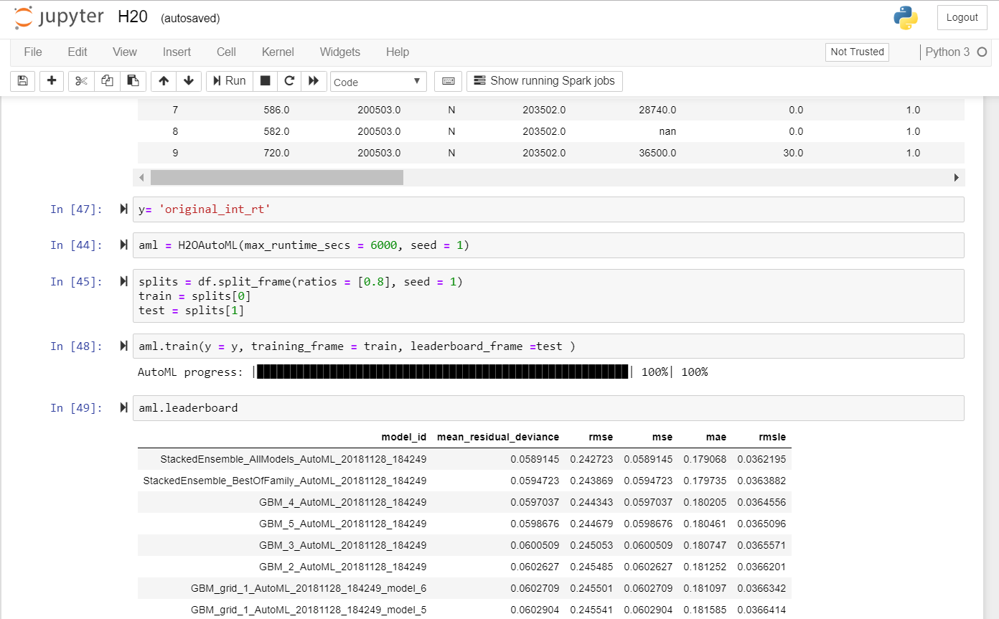 jupyter H20 (autosaved) Logout
File Edit View Insert Cell Kernel Widgets Help Not Trusted Python 3
Run Code Show running Spark jobs
7 586.0 200503.0 N 203502.0 28740.0 0.0 1.0
8 582.0 200503.0 N 203502.0 nan 0.0 1.0
9 720.0 200503.0 N 203502.0 36500.0 30.0 1.0
In [47]: y= 'original_int_rt'
In [44]: aml = H2OAutoML(max_runtime_secs = 6000, seed = 1)
In [45]: splits = df.split_frame(ratios = [0.8], seed = 1)
train = splits[0]
test = splits[1]
In [48]: aml.train(y = y, training_frame = train, leaderboard_frame =test )
AutoML progress: | | 100%| 100%
In [49]: aml.leaderboard
model_id mean_residual_deviance rmse mse mae rmsle
StackedEnsemble_AllModels_AutoML_20181128_184249 0.0589145 0.242723 0.0589145 0.179068 0.0362195
StackedEnsemble_BestOfFamily_AutoML_20181128_184249 0.0594723 0.243869 0.0594723 0.179735 0.0363882
GBM_4_AutoML_20181128_184249 0.0597037 0.244343 0.0597037 0.180205 0.0364556
GBM_5_AutoML_20181128_184249 0.0598676 0.244679 0.0598676 0.180461 0.0365096
GBM_3_AutoML_20181128_184249 0.0600509 0.245053 0.0600509 0.180747 0.0365571
GBM_2_AutoML_20181128_184249 0.0602627 0.245485 0.0602627 0.181252 0.0366201
GBM_grid_1_AutoML_20181128_184249_model_6 0.0602709 0.245501 0.0602709 0.181097 0.0366342
GBM_grid_1_AutoML_20181128_184249_model_5 0.0602904 0.245541 0.0602904 0.181585 0.0366414